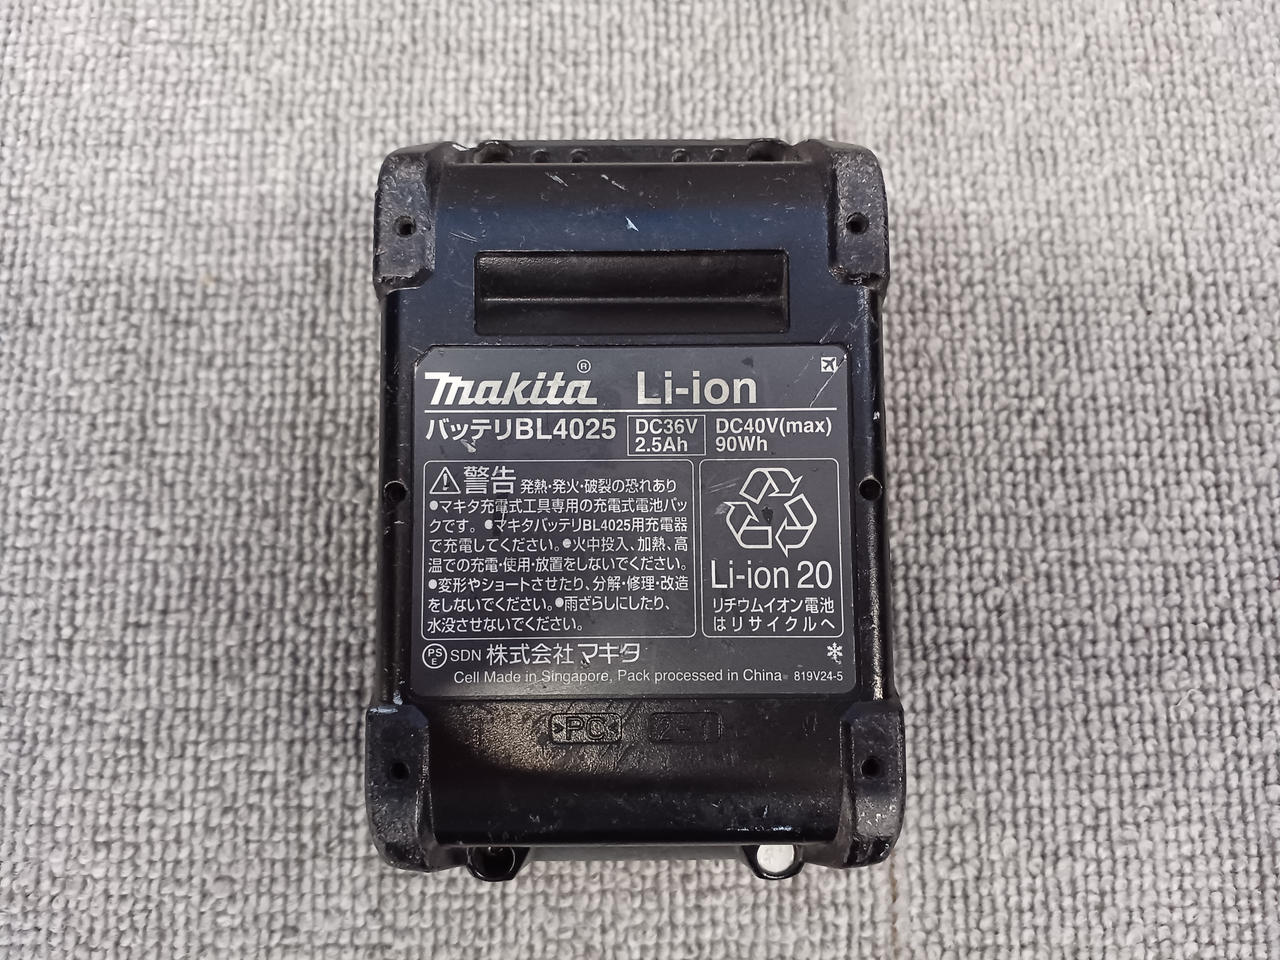 makita® Li-ion
バッテリBL4025 DC36V 2.5Ah DC40V(max) 90Wh
⚠警告 発熱・発火・破裂の恐れあり
●マキタ充電式工具専用の充電式電池パッ
クです。●マキタバッテリBL4025用充電器
で充電してください。●火中投入、加熱、高
温での充電・使用・放置をしないでください。
●変形やショートさせたり、分解・修理・改造
をしないでください。●雨ざらしにしたり、
水没させないでください。
Li-ion 20
リチウムイオン電池
はリサイクルへ
PSE SDN 株式会社マキタ
Cell Made in Singapore, Pack processed in China 819V24-5
>PC<
2-1